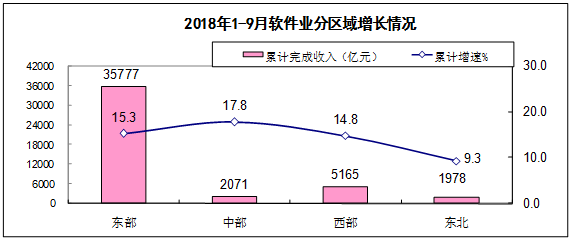 2018年1-9月软件业分区域增长情况
累计完成收入（亿元） 累计增速%
42000 36000 30000 24000 18000 12000 6000 0
30.0 20.0 10.0 0.0
35777 2071 5165 1978
15.3 17.8 14.8 9.3
东部 中部 西部 东北